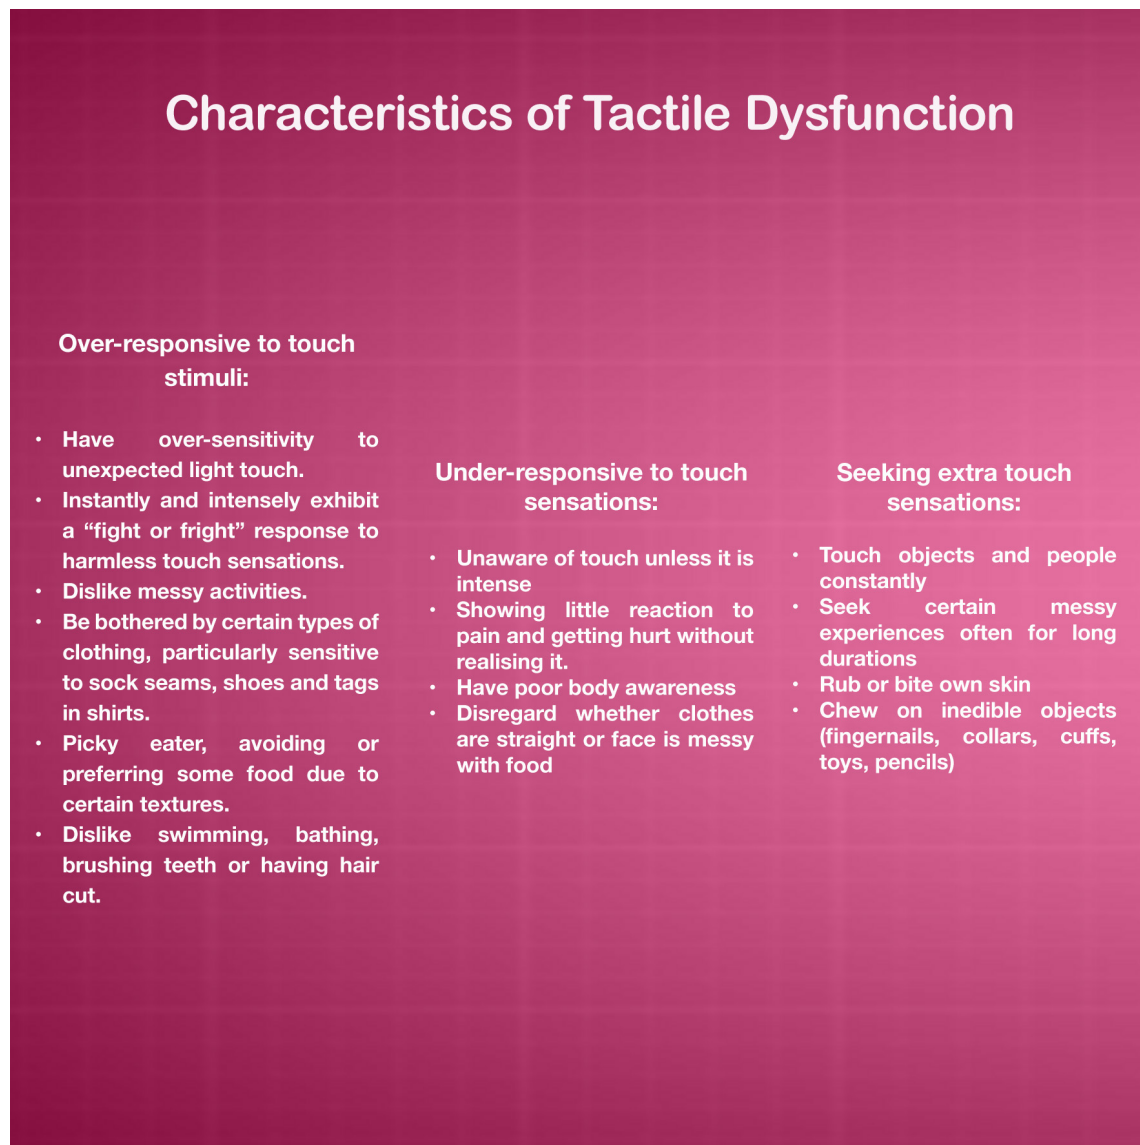 Characteristics of Tactile Dysfunction
Over-responsive to touch
stimuli:
• Have over-sensitivity to
unexpected light touch.
• Instantly and intensely exhibit
a “fight or fright” response to
harmless touch sensations.
• Dislike messy activities.
• Be bothered by certain types of
clothing, particularly sensitive
to sock seams, shoes and tags
in shirts.
• Picky eater, avoiding or
preferring some food due to
certain textures.
• Dislike swimming, bathing,
brushing teeth or having hair
cut.
Under-responsive to touch
sensations:
• Unaware of touch unless it is
intense
• Showing little reaction to
pain and getting hurt without
realising it.
• Have poor body awareness
• Disregard whether clothes
are straight or face is messy
with food
Seeking extra touch
sensations:
• Touch objects and people
constantly
• Seek certain messy
experiences often for long
durations
• Rub or bite own skin
• Chew on inedible objects
(fingernails, collars, cuffs,
toys, pencils)